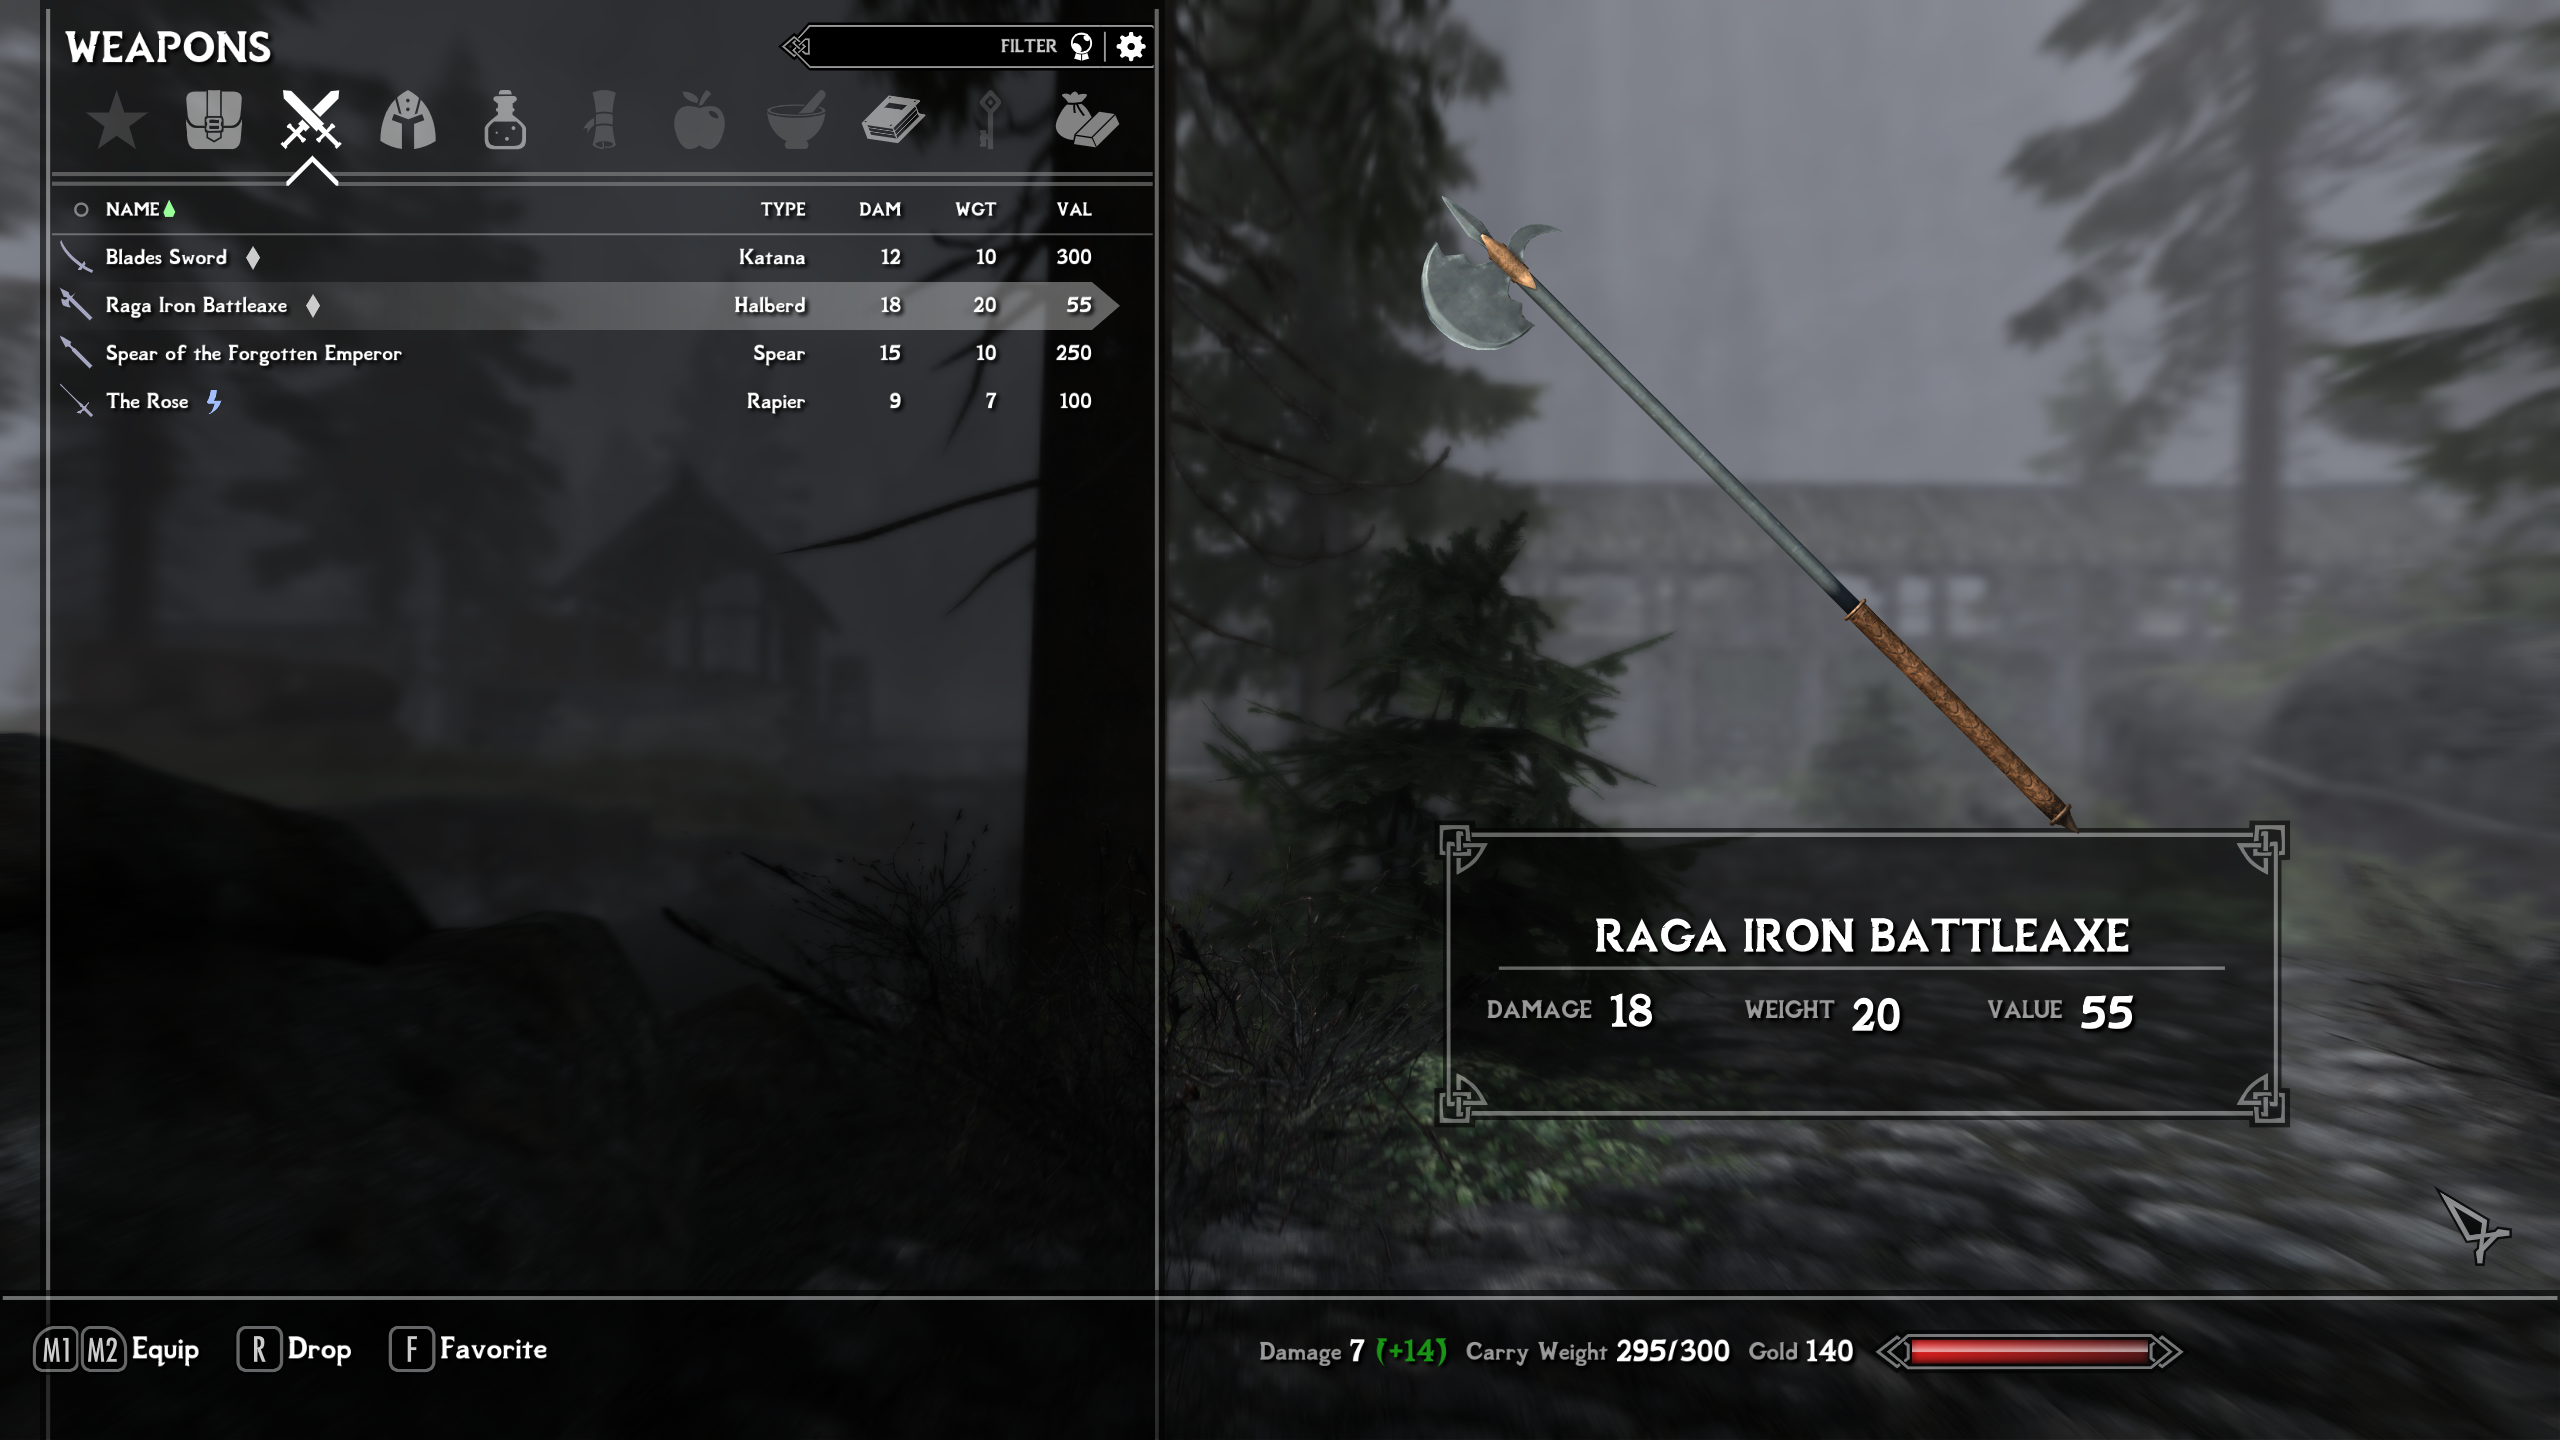 WEAPONS
FILTER
NAME TYPE DAM WGT VAL
Blades Sword Katana 12 10 300
Raga Iron Battleaxe Halberd 18 20 55
Spear of the Forgotten Emperor Spear 15 10 250
The Rose Rapier 9 7 100
RAGA IRON BATTLEAXE
DAMAGE 18 WEIGHT 20 VALUE 55
M1 M2 Equip R Drop F Favorite
Damage 7 (+14) Carry Weight 295/300 Gold 140